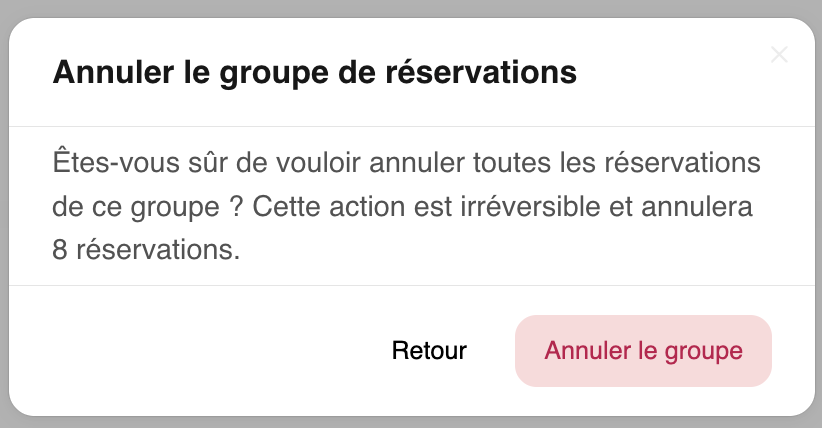 Annuler le groupe de réservations
Êtes-vous sûr de vouloir annuler toutes les réservations
de ce groupe ? Cette action est irréversible et annulera
8 réservations.
Retour
Annuler le groupe